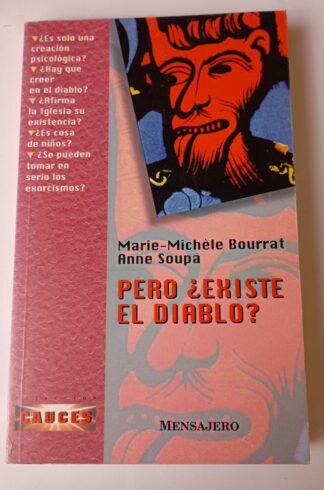 ▼¿Es solo una
creación
psicológica?
▼ ¿Hay que
creer
en el diablo?
▼ ¿Afirma
la Iglesia su
existencia?
▼¿Es cosa
de niños?
▼ ¿Se pueden
tomar en
serio los
exorcismos?
Marie-Michèle Bourrat
Anne Soupa
PERO ¿EXISTE
EL DIABLO?
COLECCIÓN
CAUCES
MENSAJERO